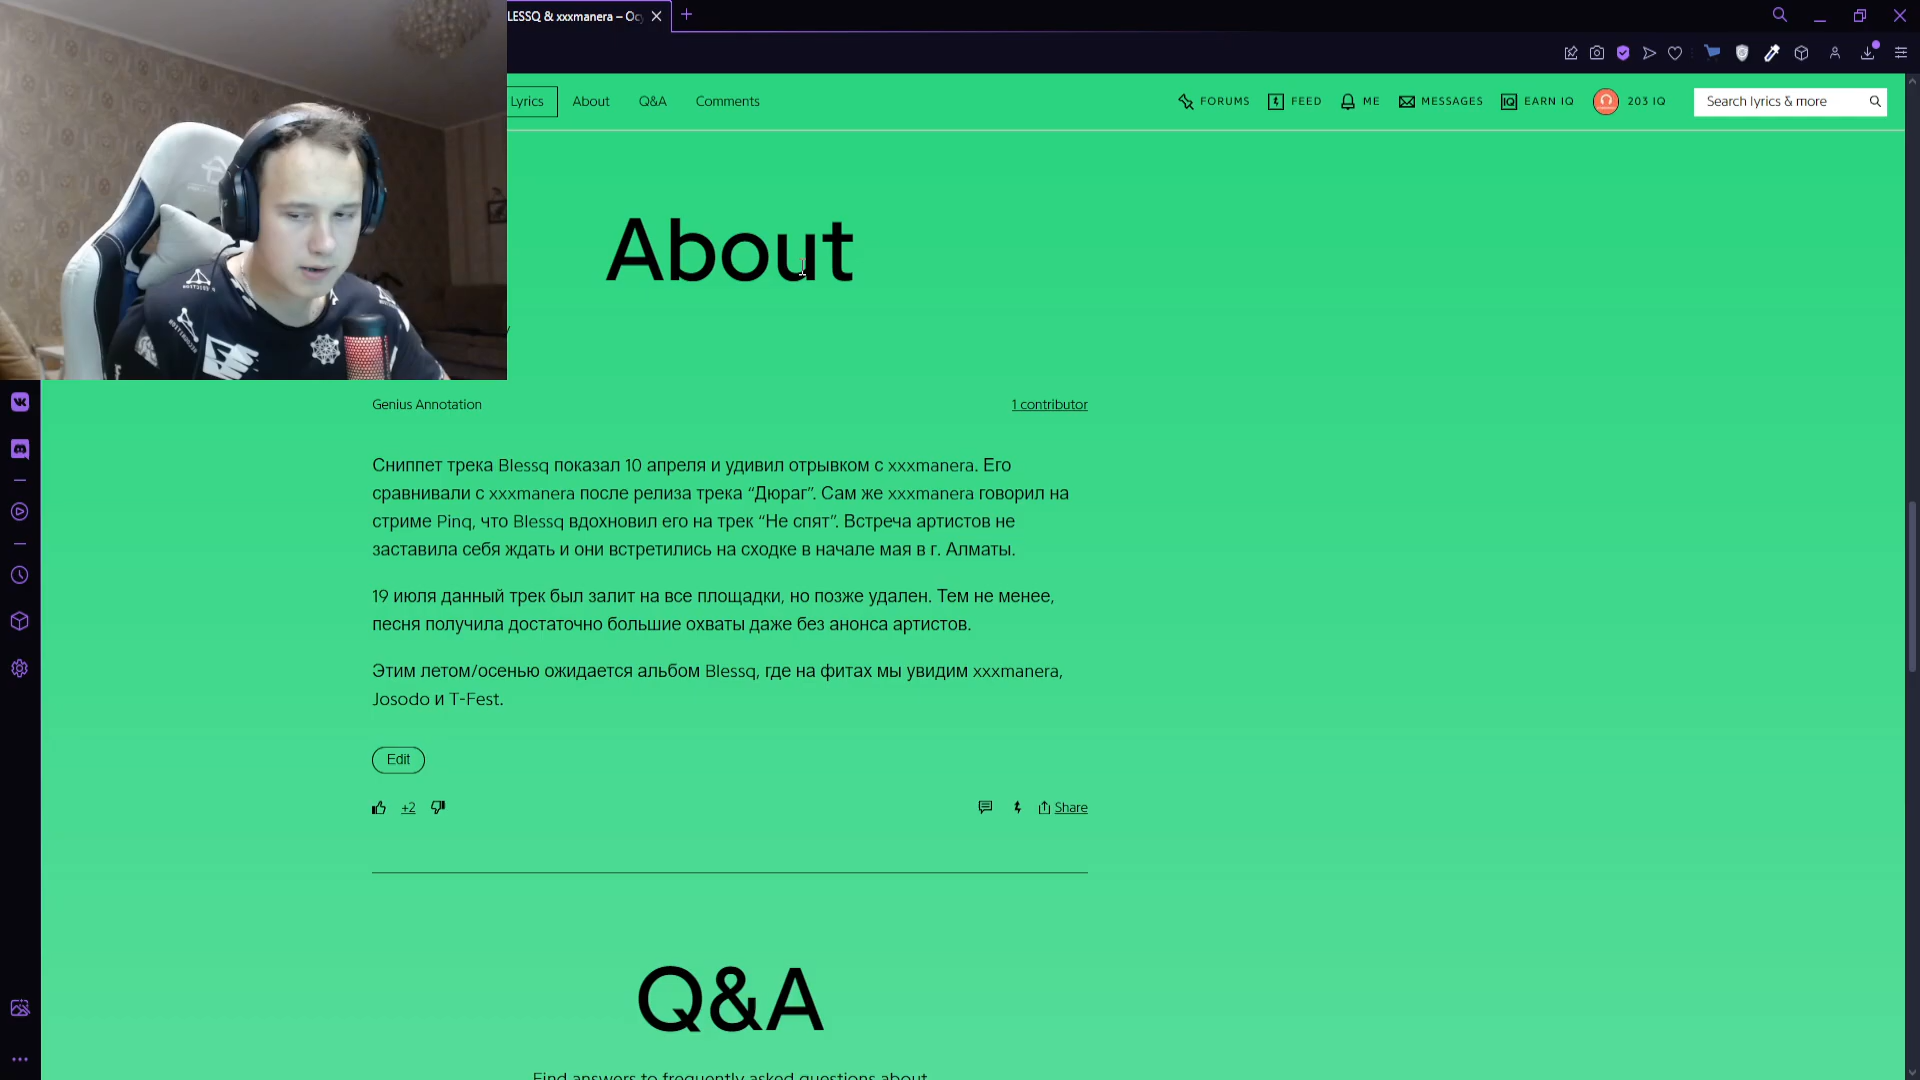 LESSQ & xxxmanera – Осу
Lyrics
About
Q&A
Comments
FORUMS
FEED
ME
MESSAGES
EARN IQ
203 IQ
Search lyrics & more
About
Genius Annotation
1 contributor
Сниппет трека Blessq показал 10 апреля и удивил отрывком с xxxmanera. Его
сравнивали с xxxmanera после релиза трека “Дюраг”. Сам же xxxmanera говорил на
стриме Pinq, что Blessq вдохновил его на трек “Не спят”. Встреча артистов не
заставила себя ждать и они встретились на сходке в начале мая в г. Алматы.
19 июля данный трек был залит на все площадки, но позже удален. Тем не менее,
песня получила достаточно большие охваты даже без анонса артистов.
Этим летом/осенью ожидается альбом Blessq, где на фитах мы увидим xxxmanera,
Josodo и T-Fest.
Edit
+2
Share
Q&A
Find answers to frequently asked questions about